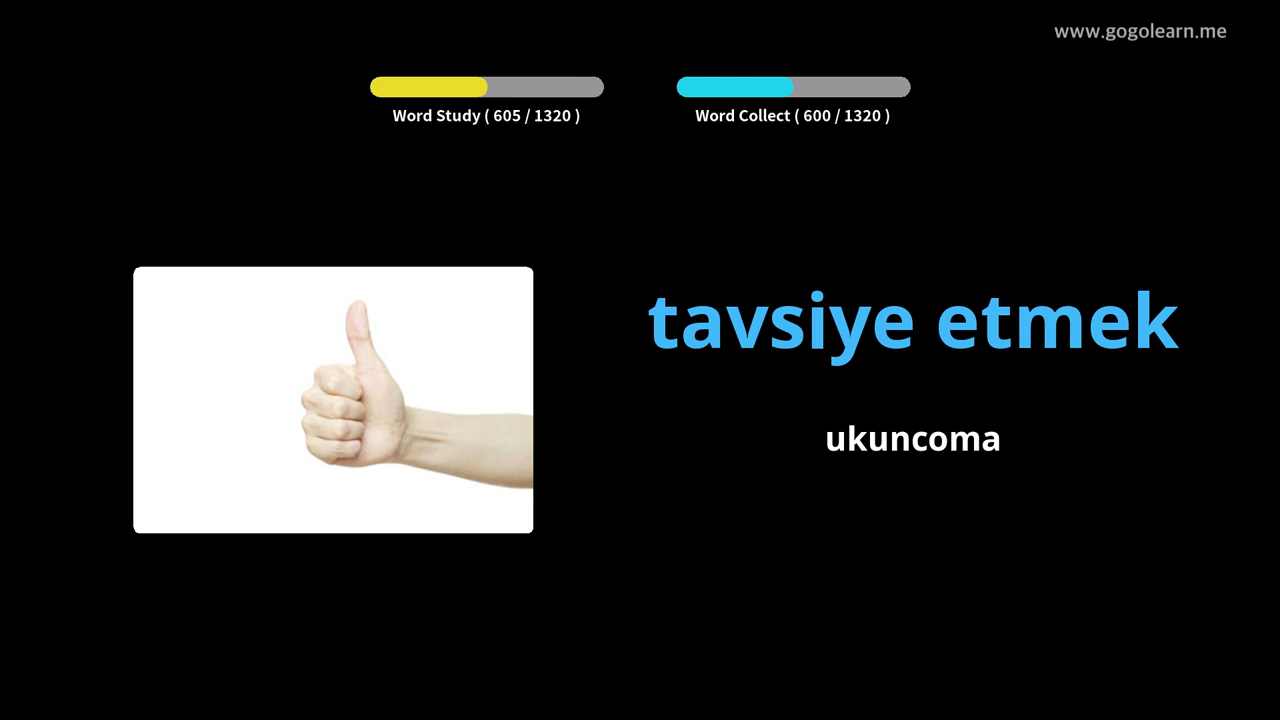 www.gogolearn.me
Word Study ( 605 / 1320 )
Word Collect ( 600 / 1320 )
tavsiye etmek
ukuncoma